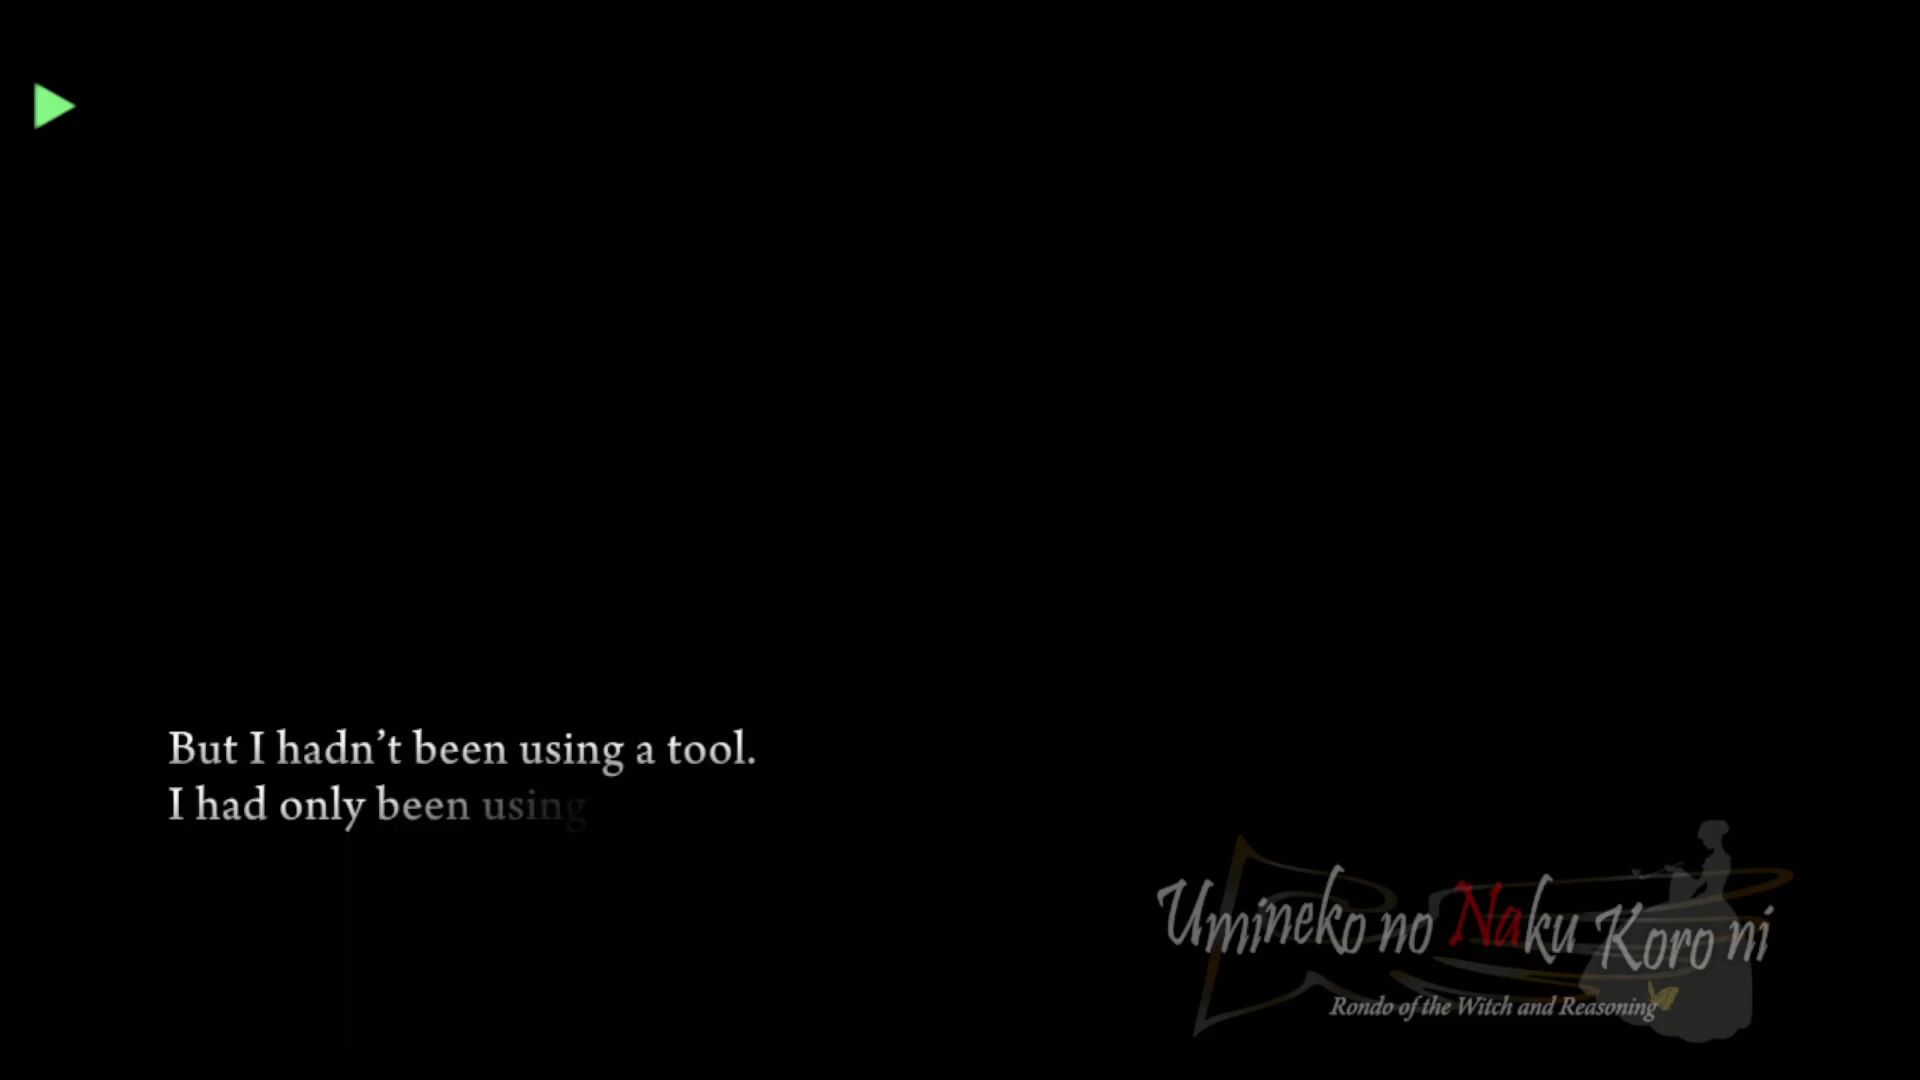 But I hadn’t been using a tool.
I had only been using
Umineko no Naku Koro ni
Rondo of the Witch and Reasoning